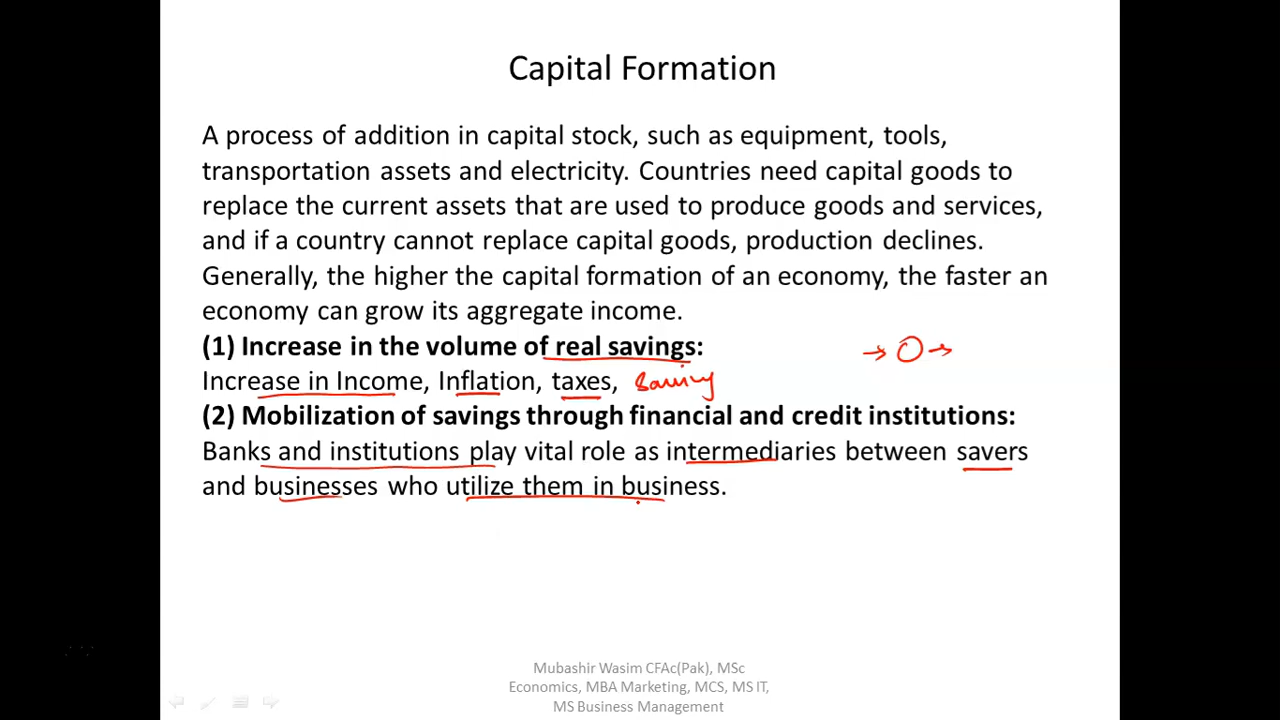 Capital Formation
A process of addition in capital stock, such as equipment, tools,
transportation assets and electricity. Countries need capital goods to
replace the current assets that are used to produce goods and services,
and if a country cannot replace capital goods, production declines.
Generally, the higher the capital formation of an economy, the faster an
economy can grow its aggregate income.
(1) Increase in the volume of real savings:
Increase in Income, Inflation, taxes, Saving
(2) Mobilization of savings through financial and credit institutions:
Banks and institutions play vital role as intermediaries between savers
and businesses who utilize them in business.
Mubashir Wasim CFAc(Pak), MSc
Economics, MBA Marketing, MCS, MS IT,
MS Business Management